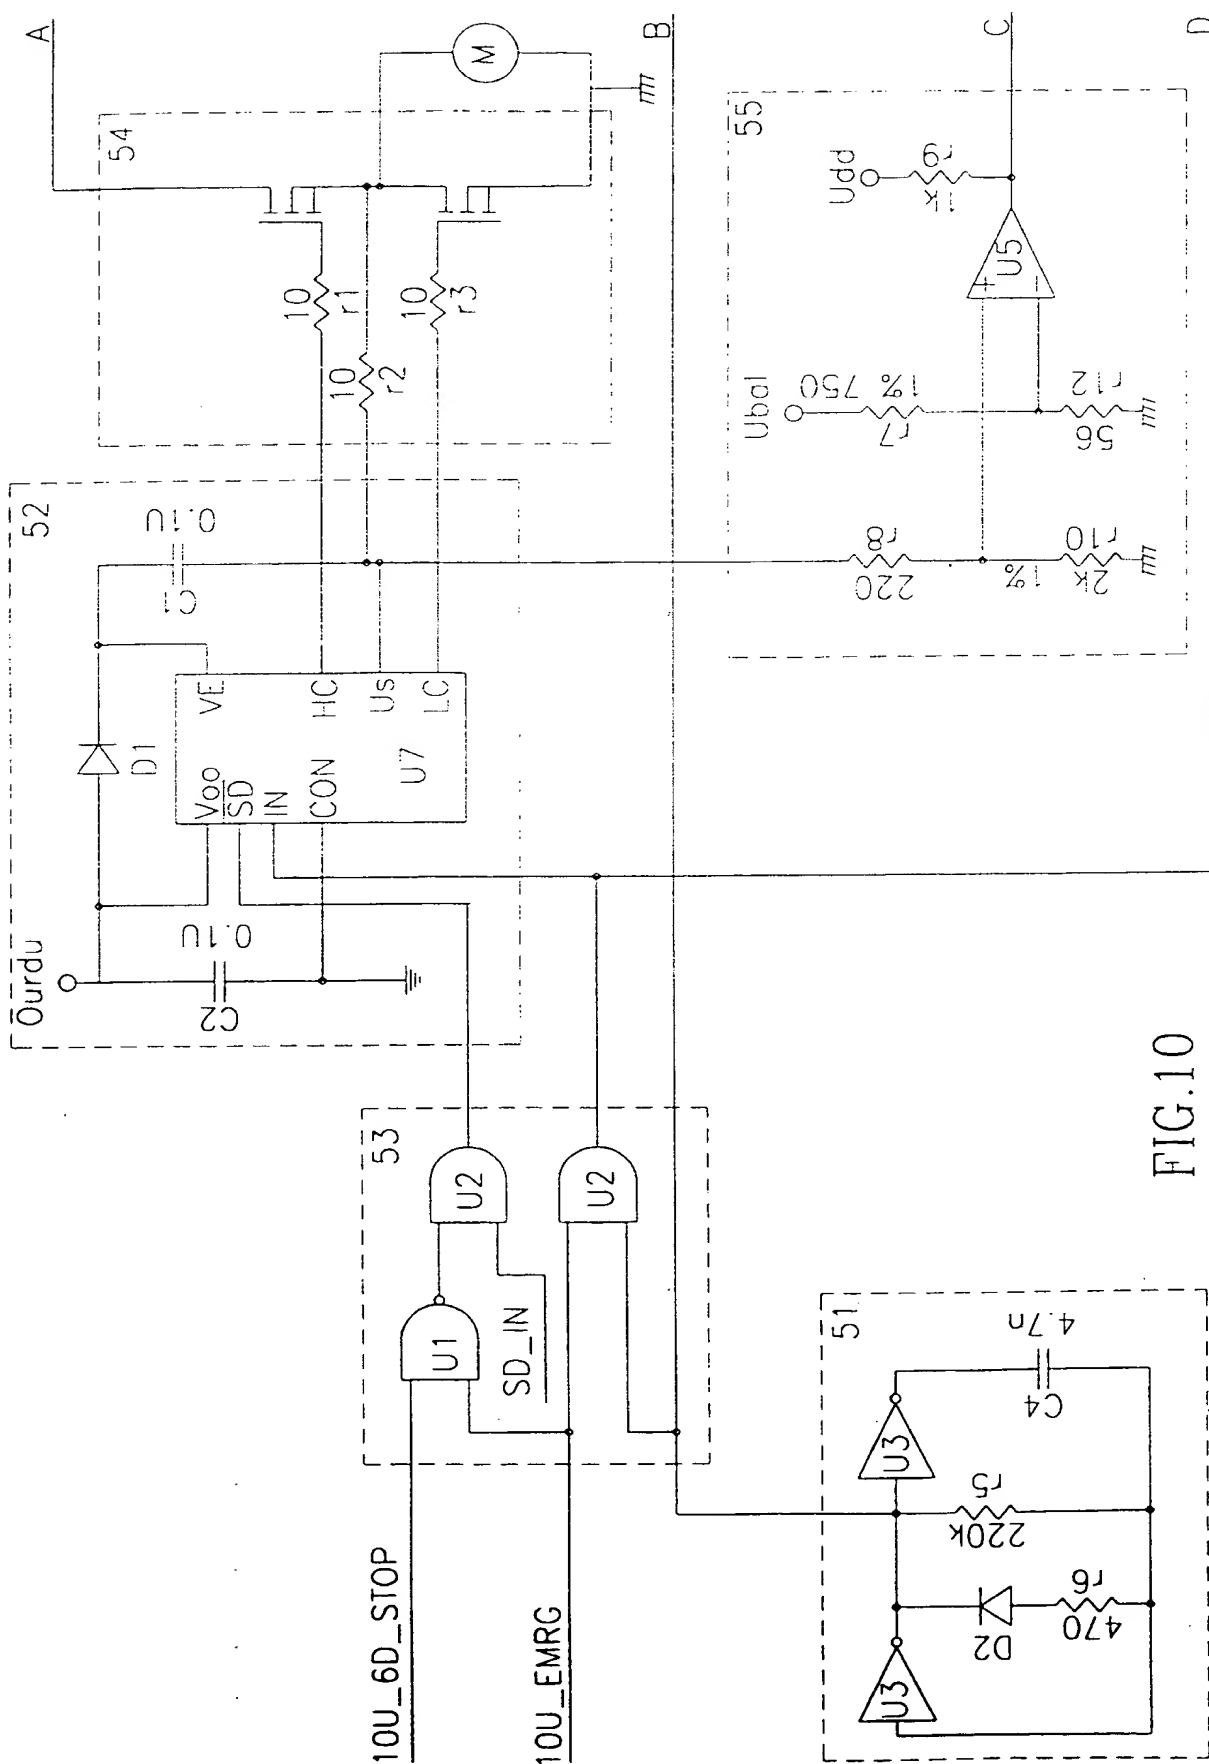 A
54
M
10
r1
10
r2
10
r3
B
52
0.1U
C1
D1
VE
HC
Us
LC
Voo
SD
IN
CON
U7
Ourdu
0.1U
C2
55
Udd
r9
1k
U5
+
−
C
D
Ubal
1% 750
r7
r12
56
r8
220
1%
r10
2k
53
U2
U2
U1
SD_IN
10U_6D_STOP
10U_EMRG
51
U3
4.7n
C4
r5
220k
D2
r6
470
U3
FIG.10